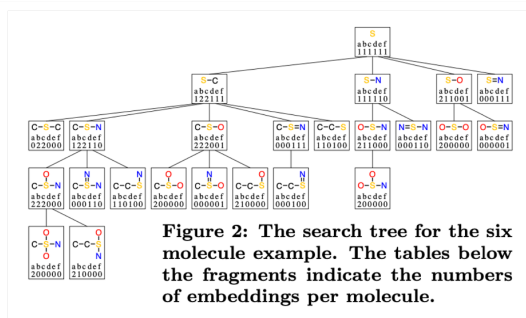 S
abcdef
111111
S-C
abcdef
122111
S-N
abcdef
111110
S-O
abcdef
211001
S=N
abcdef
000111
C-S-C
abcdef
022000
C-S-N
abcdef
122110
C-S-O
abcdef
222001
C-S=N
abcdef
000111
C-C-S
abcdef
110100
O-S-N
abcdef
211000
N=S-N
abcdef
000110
O-S-O
abcdef
200000
O-S=N
abcdef
000001
O
C-S-N
abcdef
222000
N
C-S-N
abcdef
000110
N
C-C-S
abcdef
110100
O
C-S-O
abcdef
200000
N
C-S-O
abcdef
000001
O
C-C-S
abcdef
210000
N
C-C-S
abcdef
000100
O
O-S-N
abcdef
200000
O
C-S-N
O
abcdef
200000
O
C-C-S
N
abcdef
210000
Figure 2: The search tree for the six
molecule example. The tables below
the fragments indicate the numbers
of embeddings per molecule.